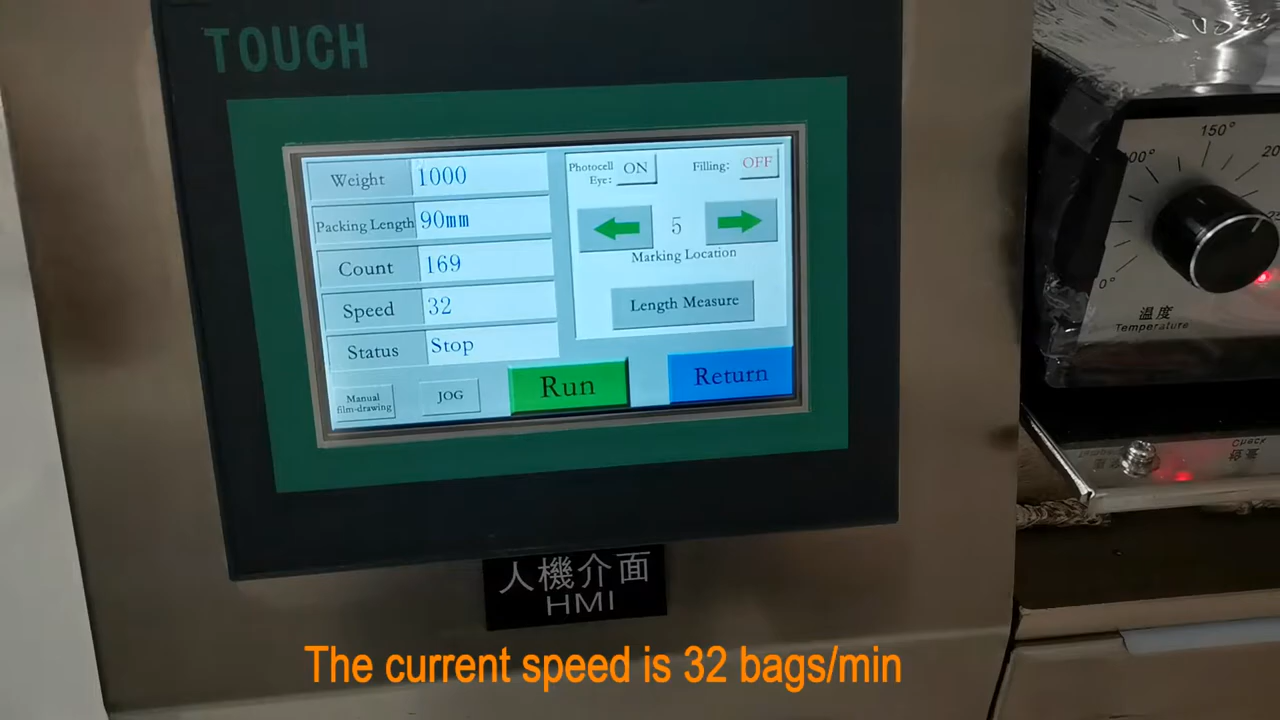 TOUCH
Weight 1000
Packing Length 90mm
Count 169
Speed 32
Status Stop
Manual
film-drawing
JOG
Run
Return
Photocell
Eye: ON
Filling: OFF
5
Marking Location
Length Measure
人機介面
HMI
150°
0°
温度
Temperature
Check
The current speed is 32 bags/min